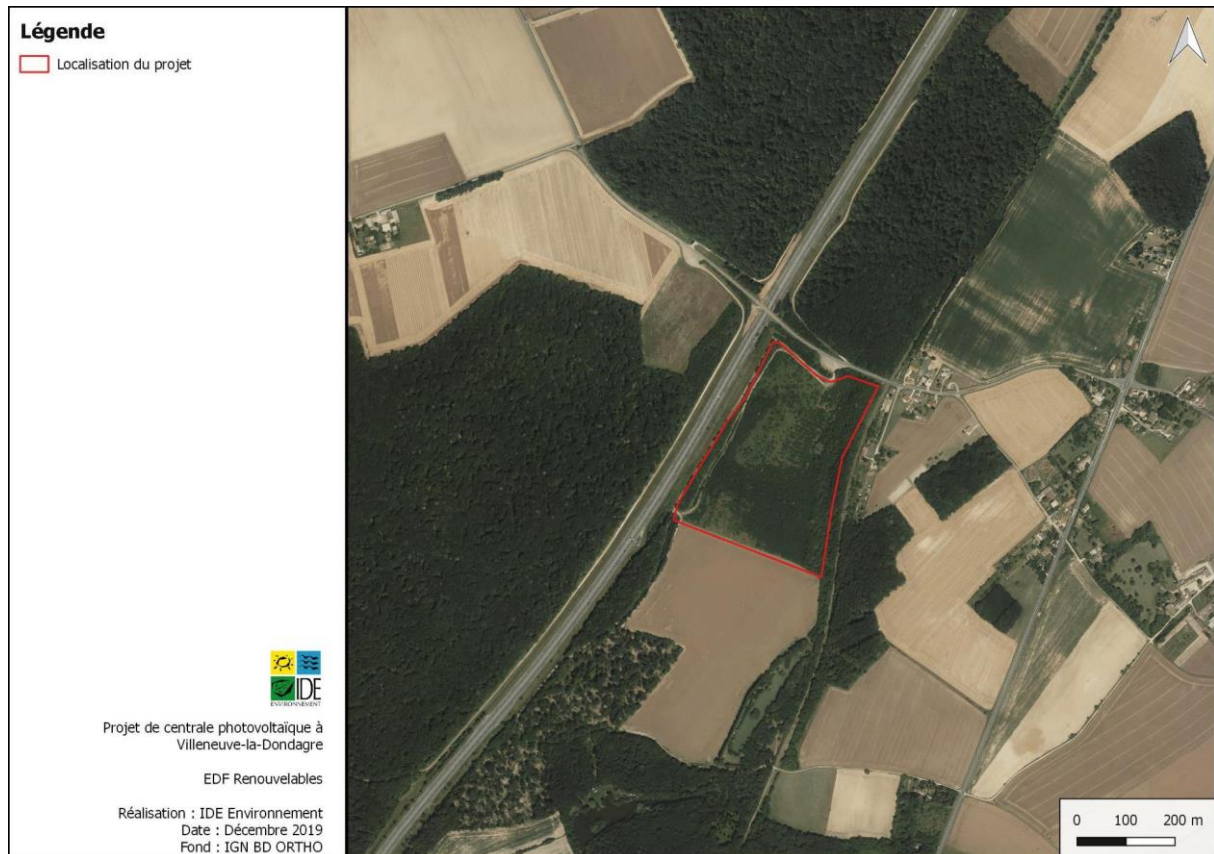 Légende
Localisation du projet
IDE
ENVIRONNEMENT
Projet de centrale photovoltaïque à
Villeneuve-la-Dondagre
EDF Renouvelables
Réalisation : IDE Environnement
Date : Décembre 2019
Fond : IGN BD ORTHO
0 100 200 m